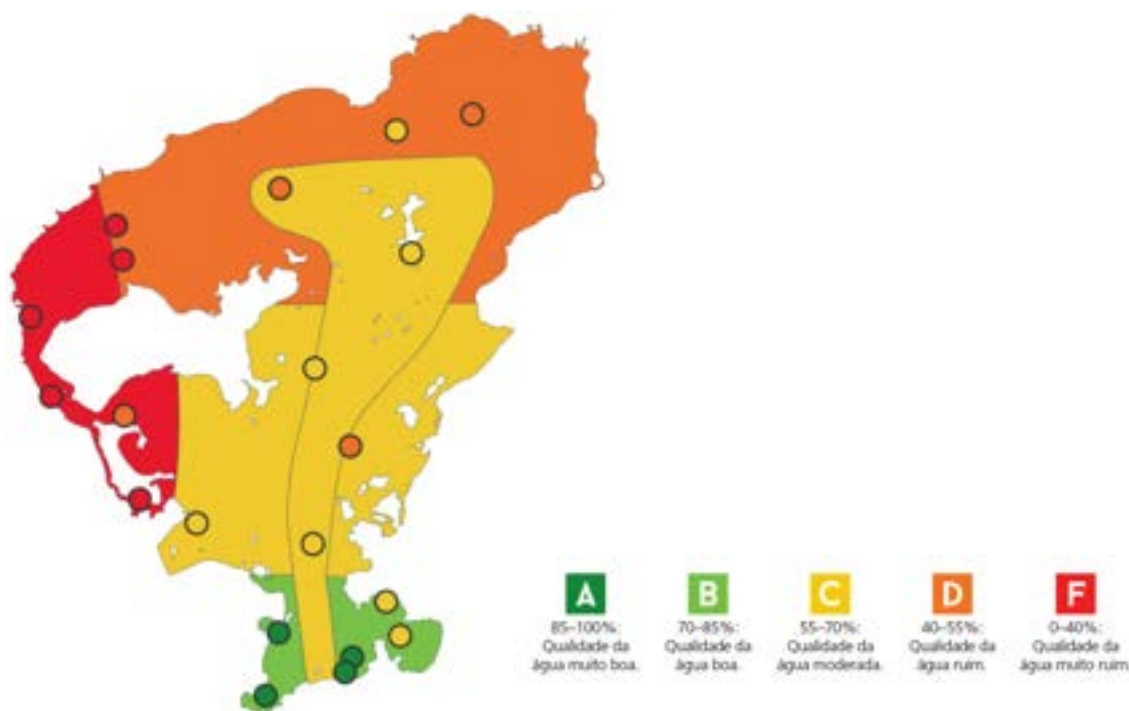 A B C D F
85–100%: 70–85%: 55–70%: 40–55%: 0–40%:
Qualidade da Qualidade da Qualidade da Qualidade da Qualidade da
água muito boa. água boa. água moderada. água ruim. água muito ruim